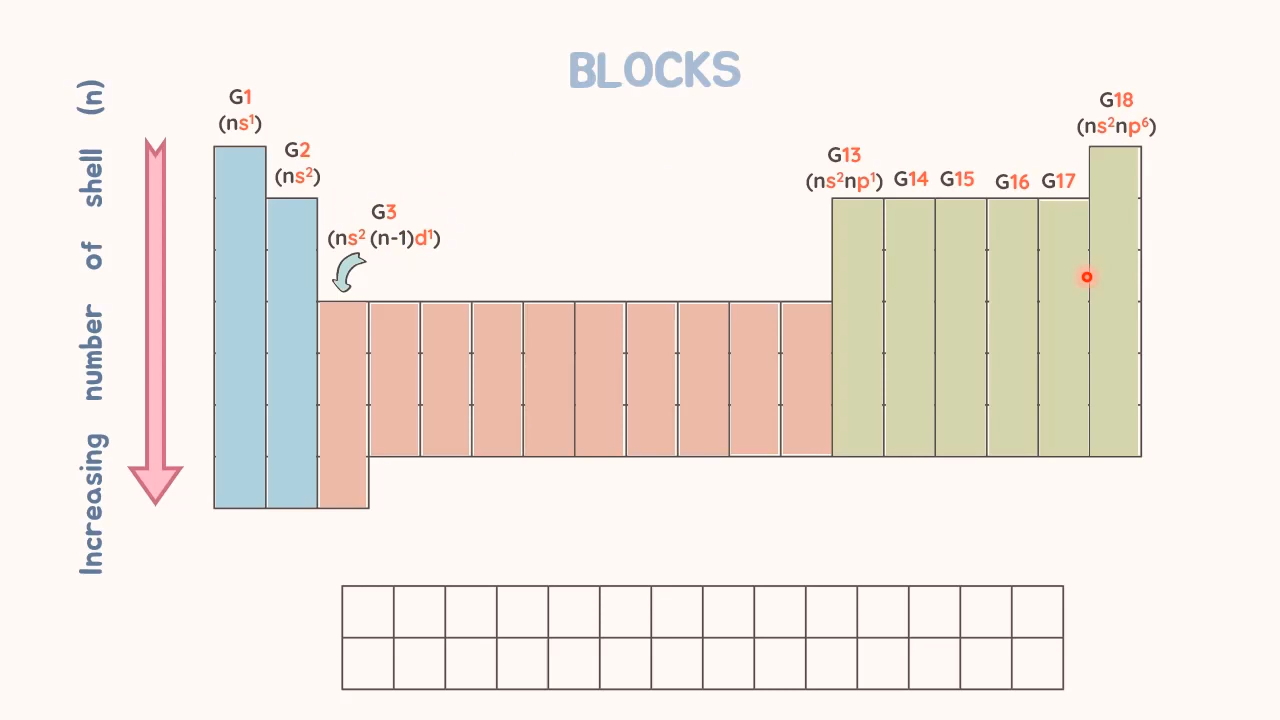 BLOCKS
Increasing number of shell (n)
G1
(ns¹)
G2
(ns²)
G3
(ns² (n-1)d¹)
G13
(ns²np¹)
G14
G15
G16
G17
G18
(ns²np⁶)